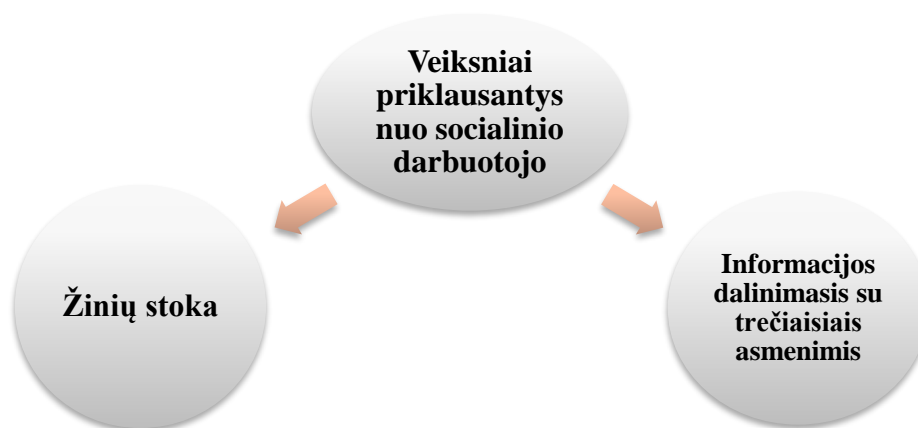 Veiksniai
priklausantys
nuo socialinio
darbuotojo
Žinių stoka
Informacijos
dalinimasis su
trečiaisiais
asmenimis